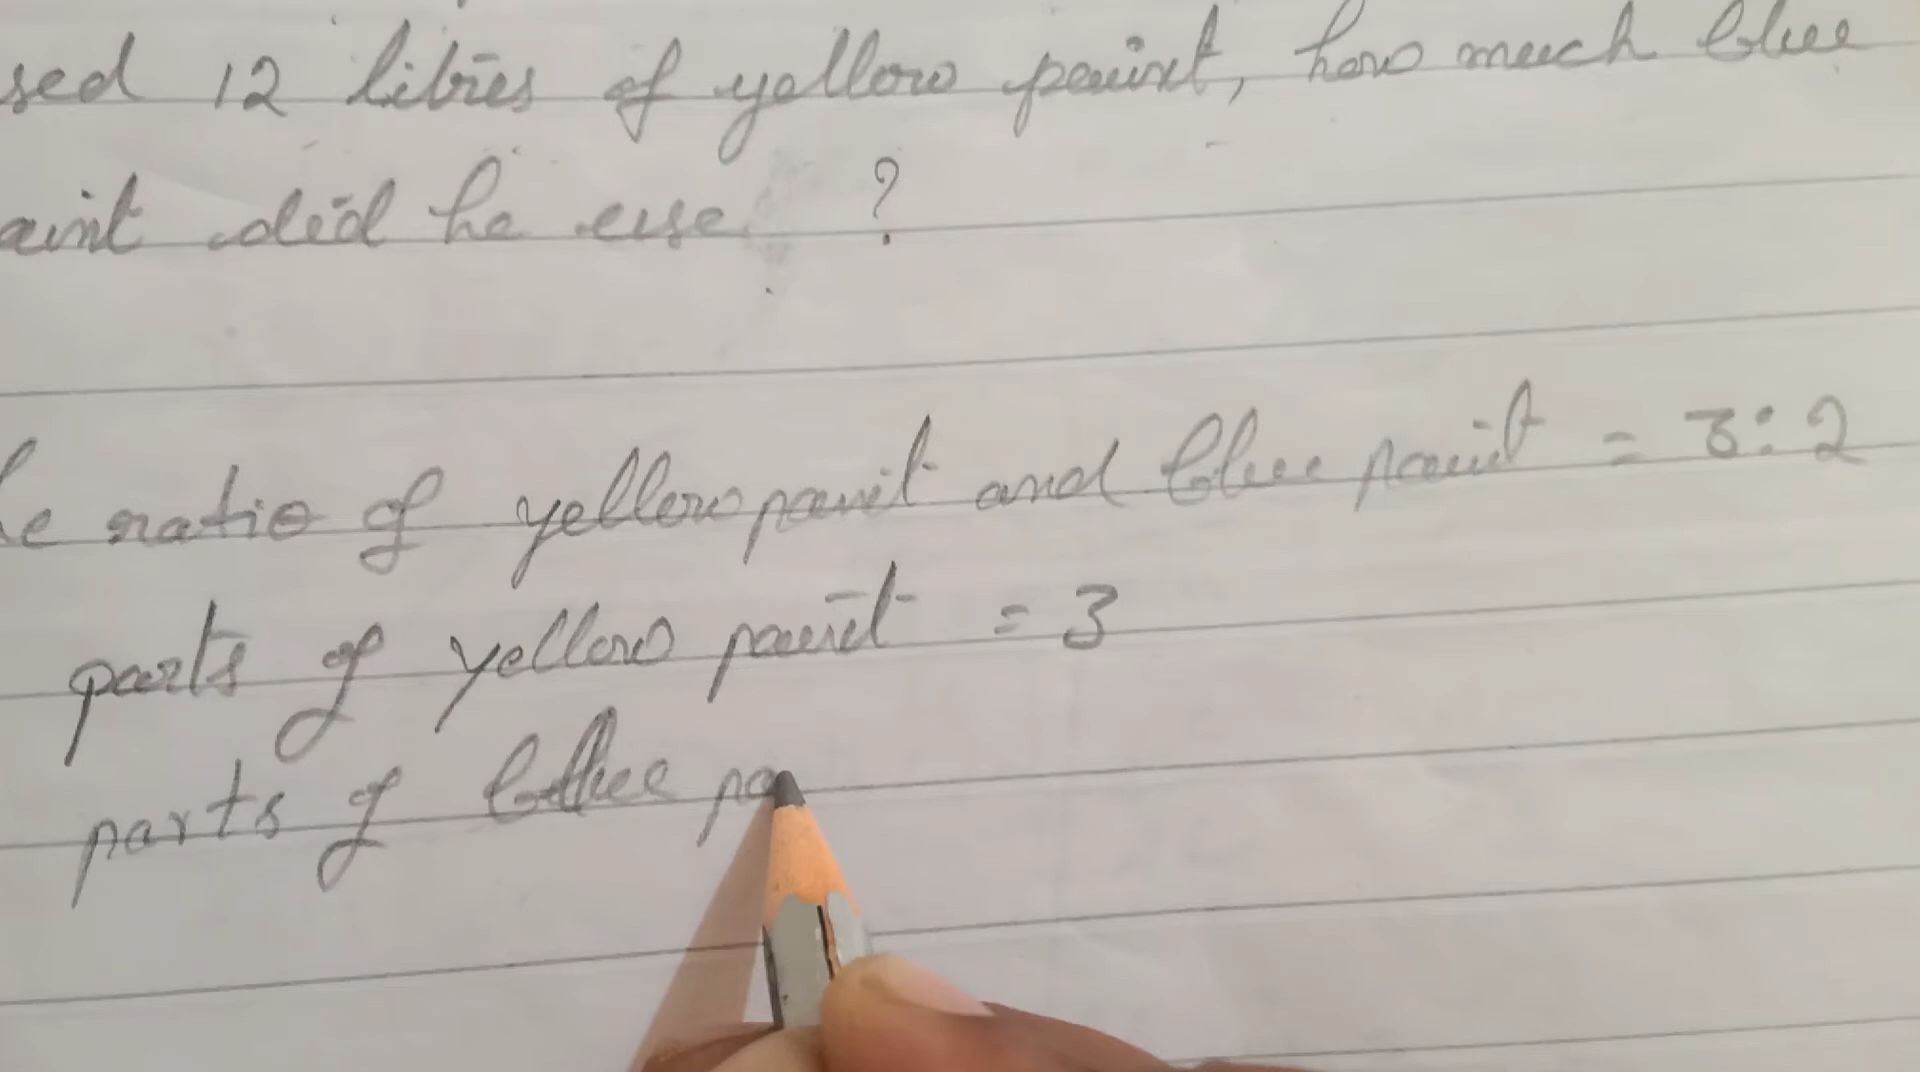 sed 12 litres of yellow paint, how much blue
aint did he use ?
he ratio of yellow paint and blue paint = 3:2
parts of yellow paint = 3
parts of blue pa